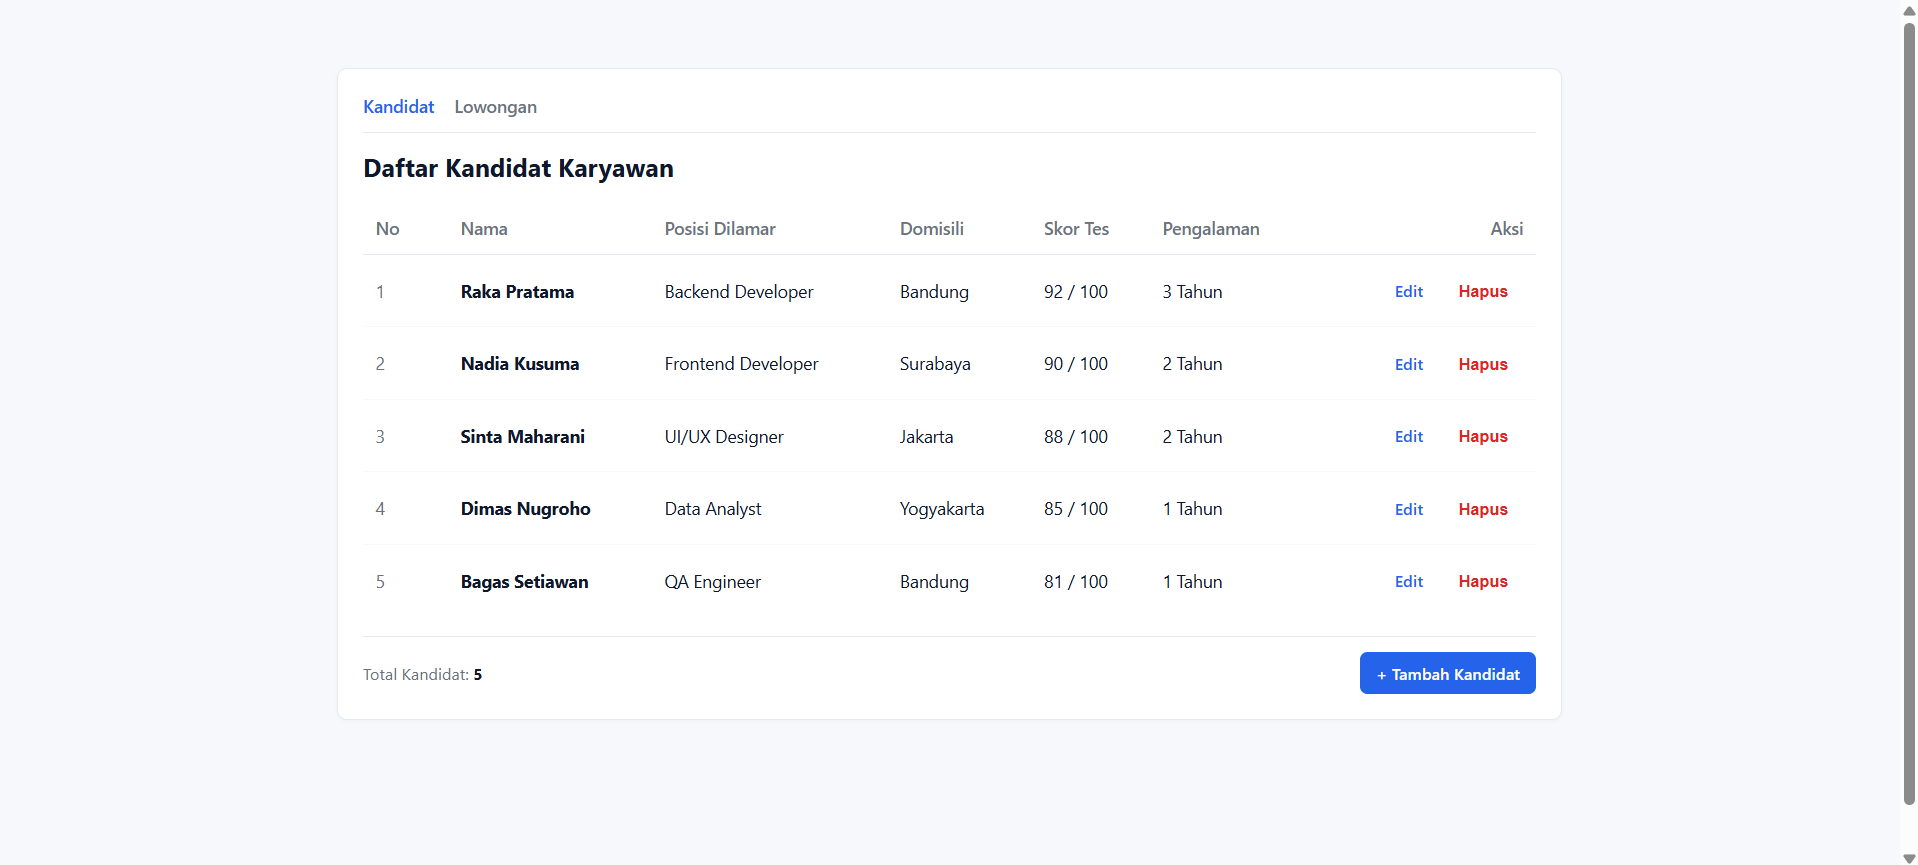 Kandidat Lowongan
Daftar Kandidat Karyawan
No Nama Posisi Dilamar Domisili Skor Tes Pengalaman Aksi
1 Raka Pratama Backend Developer Bandung 92 / 100 3 Tahun Edit Hapus
2 Nadia Kusuma Frontend Developer Surabaya 90 / 100 2 Tahun Edit Hapus
3 Sinta Maharani UI/UX Designer Jakarta 88 / 100 2 Tahun Edit Hapus
4 Dimas Nugroho Data Analyst Yogyakarta 85 / 100 1 Tahun Edit Hapus
5 Bagas Setiawan QA Engineer Bandung 81 / 100 1 Tahun Edit Hapus
Total Kandidat: 5 + Tambah Kandidat